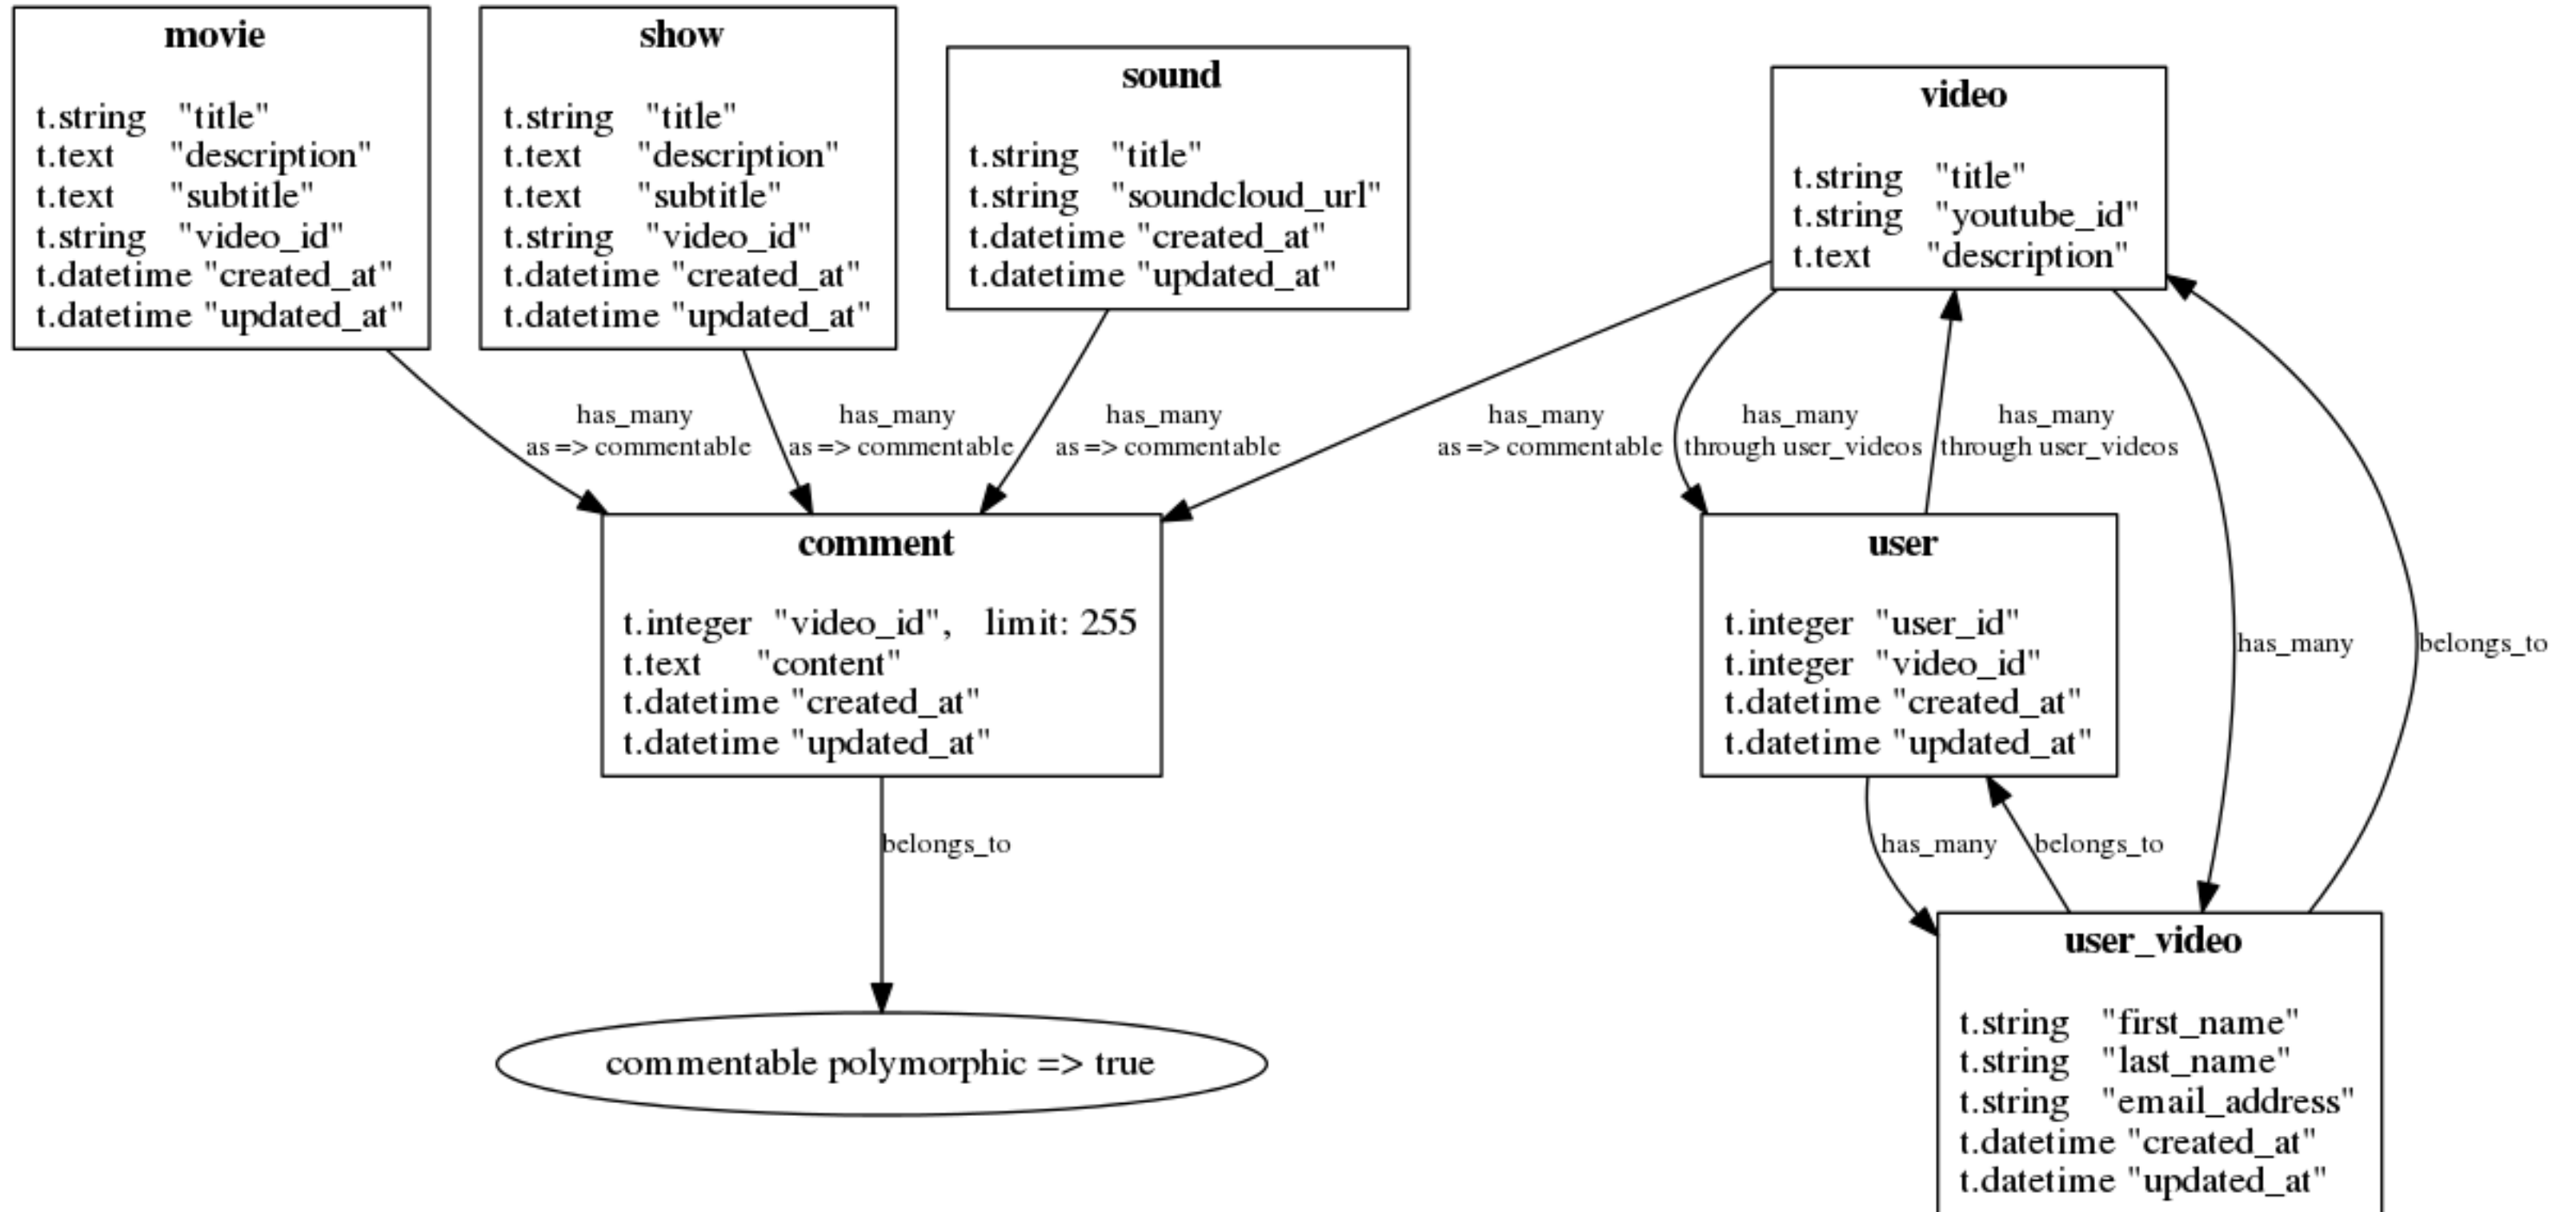 movie
t.string "title"
t.text "description"
t.text "subtitle"
t.string "video_id"
t.datetime "created_at"
t.datetime "updated_at"
show
t.string "title"
t.text "description"
t.text "subtitle"
t.string "video_id"
t.datetime "created_at"
t.datetime "updated_at"
sound
t.string "title"
t.string "soundcloud_url"
t.datetime "created_at"
t.datetime "updated_at"
video
t.string "title"
t.string "youtube_id"
t.text "description"
has_many
as => commentable
has_many
as => commentable
has_many
as => commentable
has_many
as => commentable
has_many
through user_videos
has_many
through user_videos
comment
t.integer "video_id", limit: 255
t.text "content"
t.datetime "created_at"
t.datetime "updated_at"
user
t.integer "user_id"
t.integer "video_id"
t.datetime "created_at"
t.datetime "updated_at"
has_many
belongs_to
belongs_to
has_many
belongs_to
commentable polymorphic => true
user_video
t.string "first_name"
t.string "last_name"
t.string "email_address"
t.datetime "created_at"
t.datetime "updated_at"